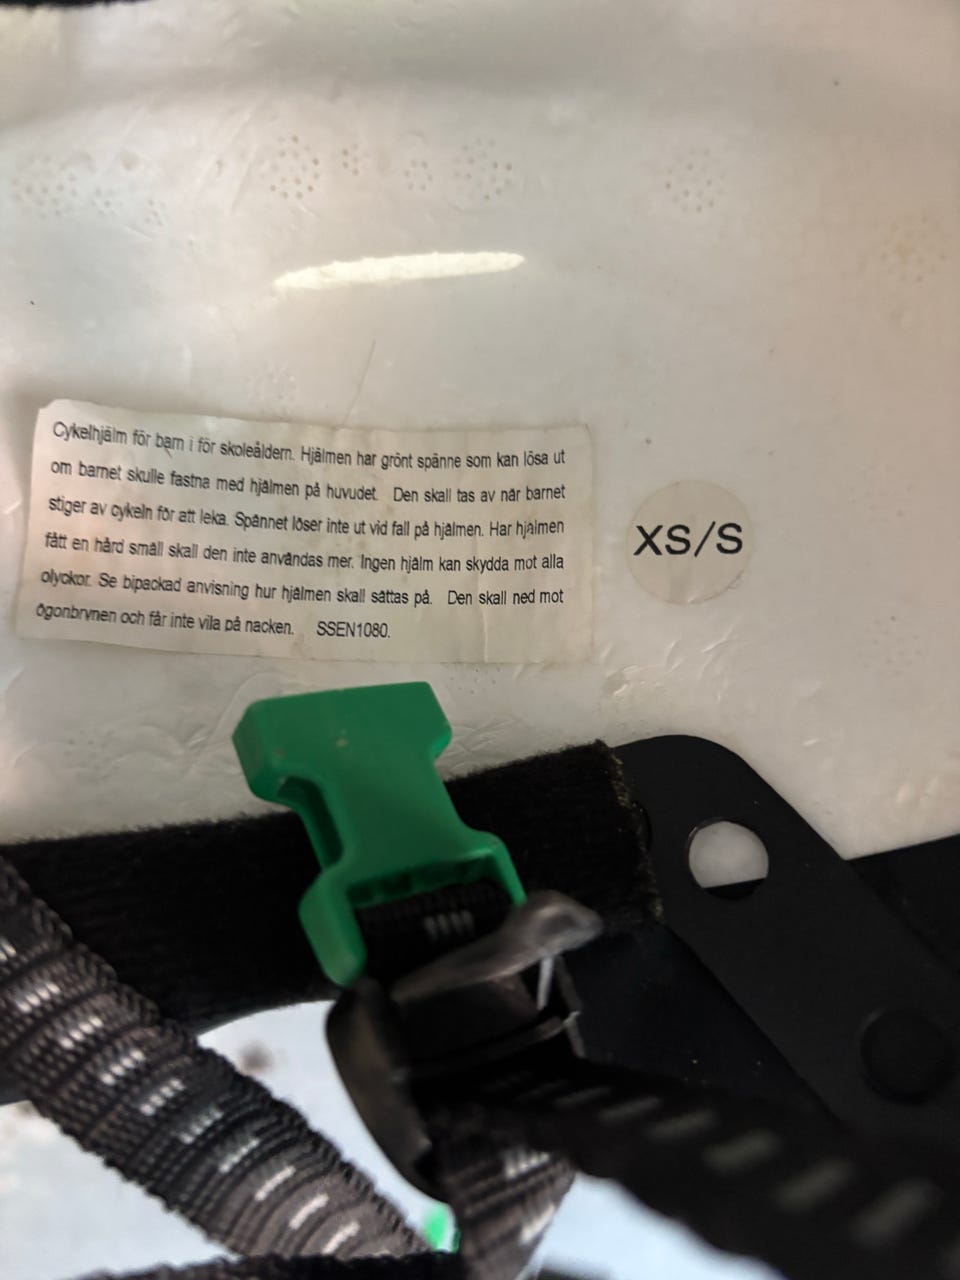 Cykelhjälm för barn i för skoleåldern. Hjälmen har grönt spänne som kan lösa ut
om barnet skulle fastna med hjälmen på huvudet. Den skall tas av när barnet
stiger av cykeln för att leka. Spännet löser inte ut vid fall på hjälmen. Har hjälmen
fått en hård smäll skall den inte användas mer. Ingen hjälm kan skydda mot alla
olyckor. Se bipackad anvisning hur hjälmen skall sättas på. Den skall ned mot
ögonbrynen och får inte vila på nacken. SSEN1080.
XS/S